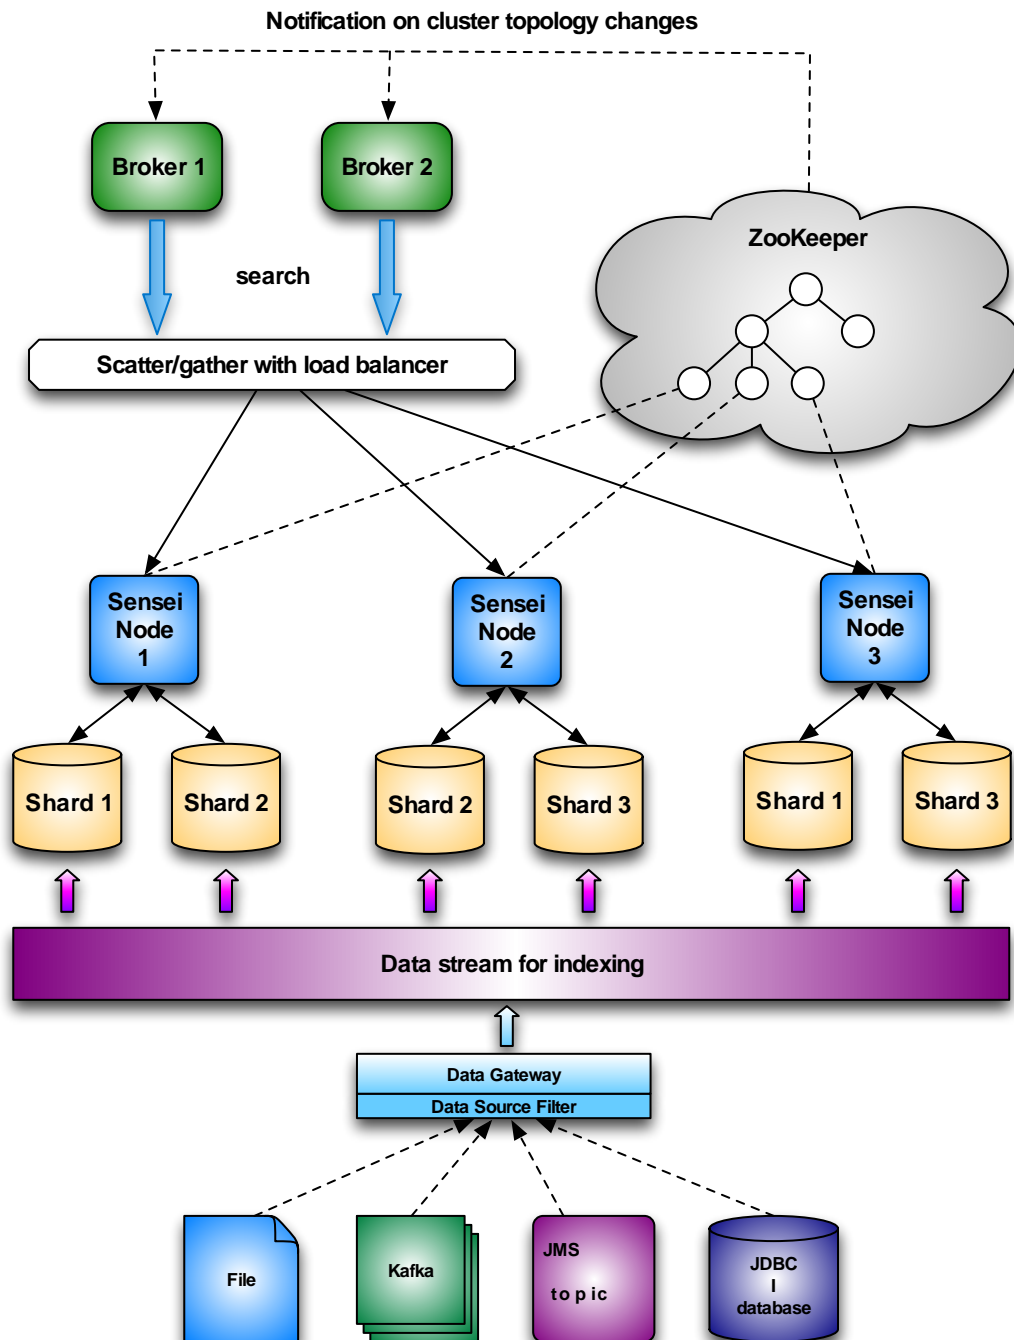 Notification on cluster topology changes
Broker 1
Broker 2
ZooKeeper
search
Scatter/gather with load balancer
Sensei
Node
1
Sensei
Node
2
Sensei
Node
3
Shard 1
Shard 2
Shard 2
Shard 3
Shard 1
Shard 3
Data stream for indexing
Data Gateway
Data Source Filter
File
Kafka
JMS
topic
JDBC
I
database